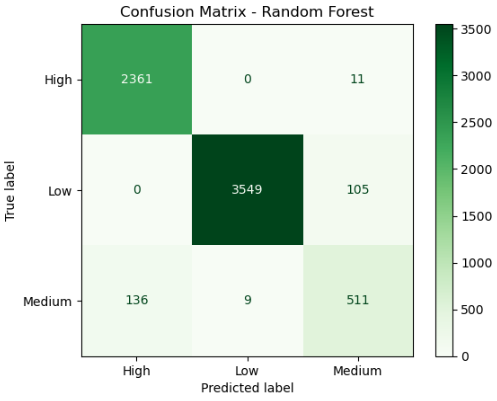 Confusion Matrix - Random Forest
True label
High
2361 0 11
Low
0 3549 105
Medium
136 9 511
High Low Medium
Predicted label
3500
3000
2500
2000
1500
1000
500
0